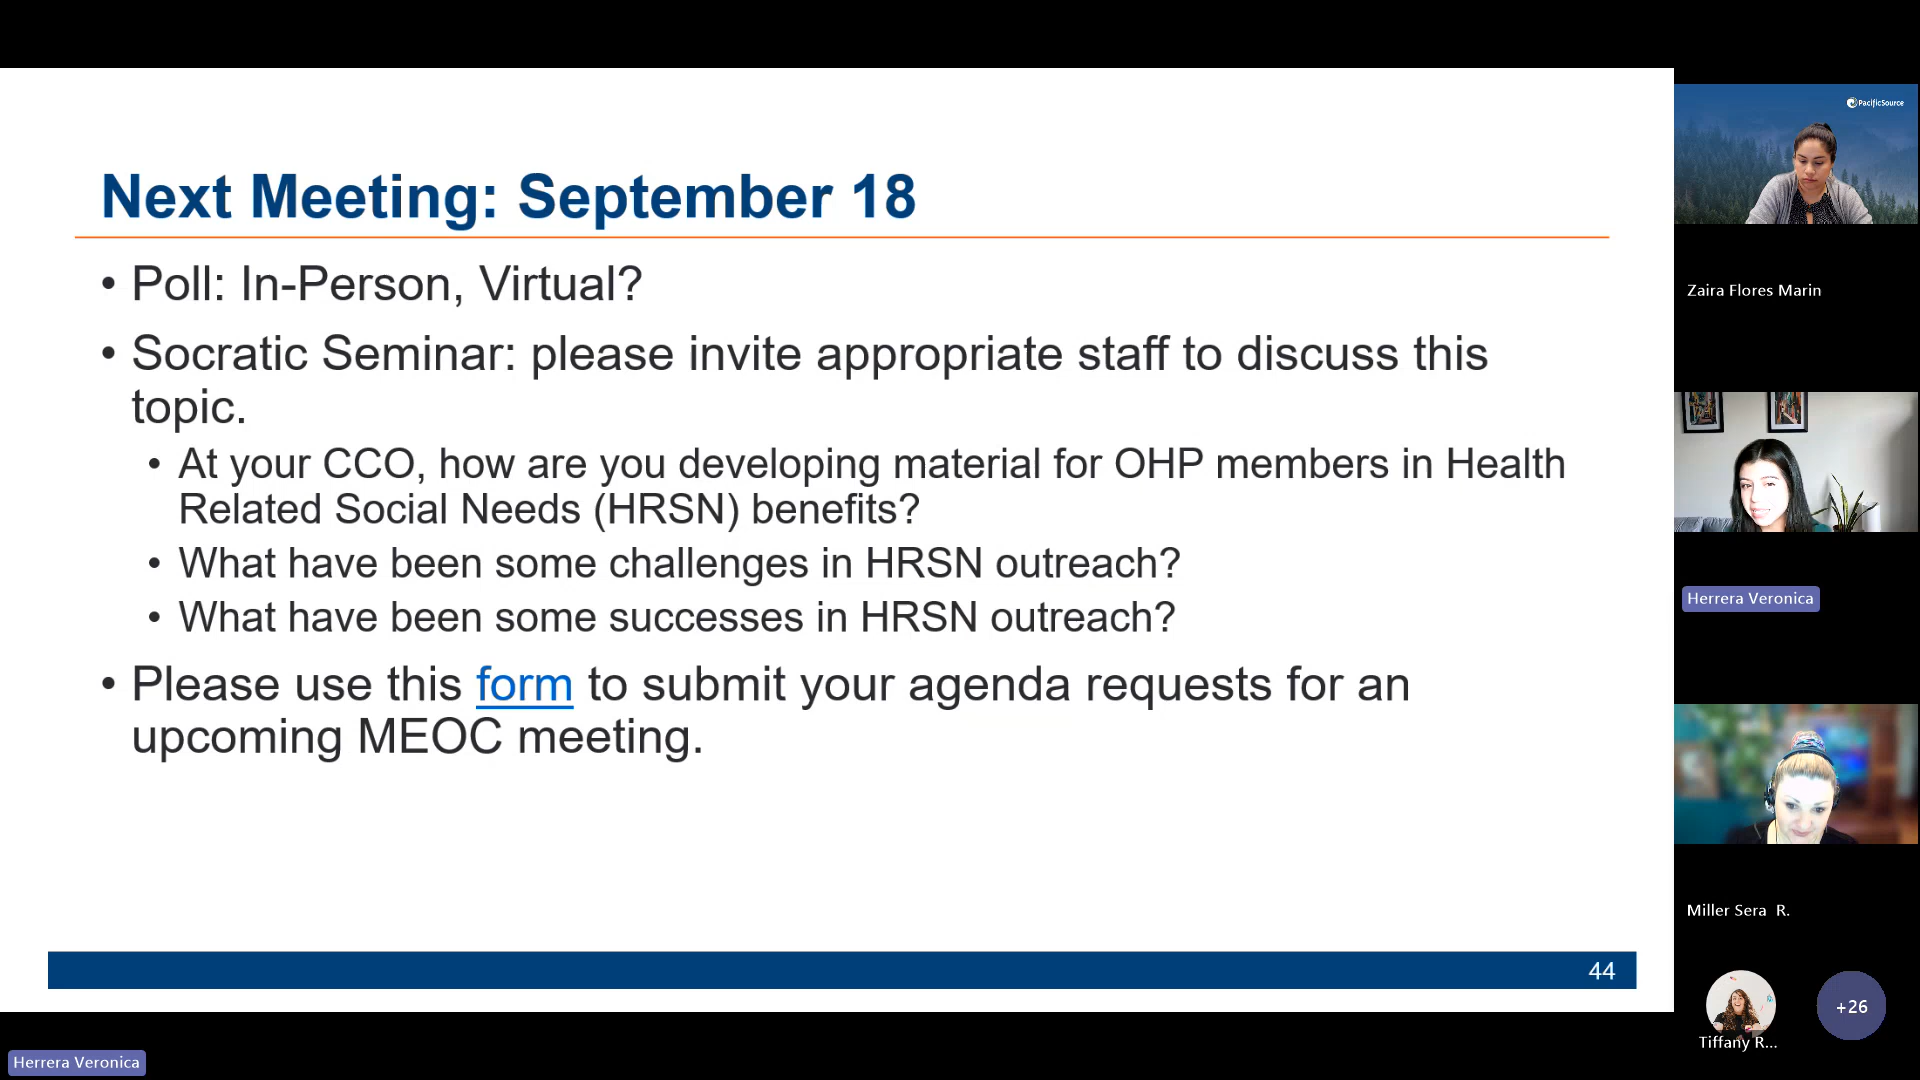 Next Meeting: September 18
• Poll: In-Person, Virtual?
• Socratic Seminar: please invite appropriate staff to discuss this
topic.
• At your CCO, how are you developing material for OHP members in Health
Related Social Needs (HRSN) benefits?
• What have been some challenges in HRSN outreach?
• What have been some successes in HRSN outreach?
• Please use this form to submit your agenda requests for an
upcoming MEOC meeting.
44
PacificSource
Zaira Flores Marin
Herrera Veronica
Miller Sera R.
Tiffany R...
+26
Herrera Veronica